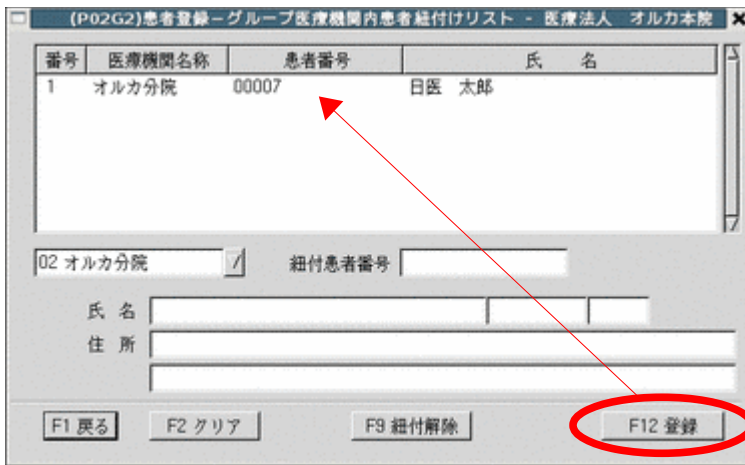 (P02G2)患者登録－グループ医療機関内患者紐付けリスト - 医療法人　オルカ本院
番号 医療機関名称 患者番号 氏　名
1 オルカ分院 00007 日医　太郎
02 オルカ分院 紐付患者番号
氏 名
住 所
F1 戻る F2 クリア F9 紐付解除 F12 登録